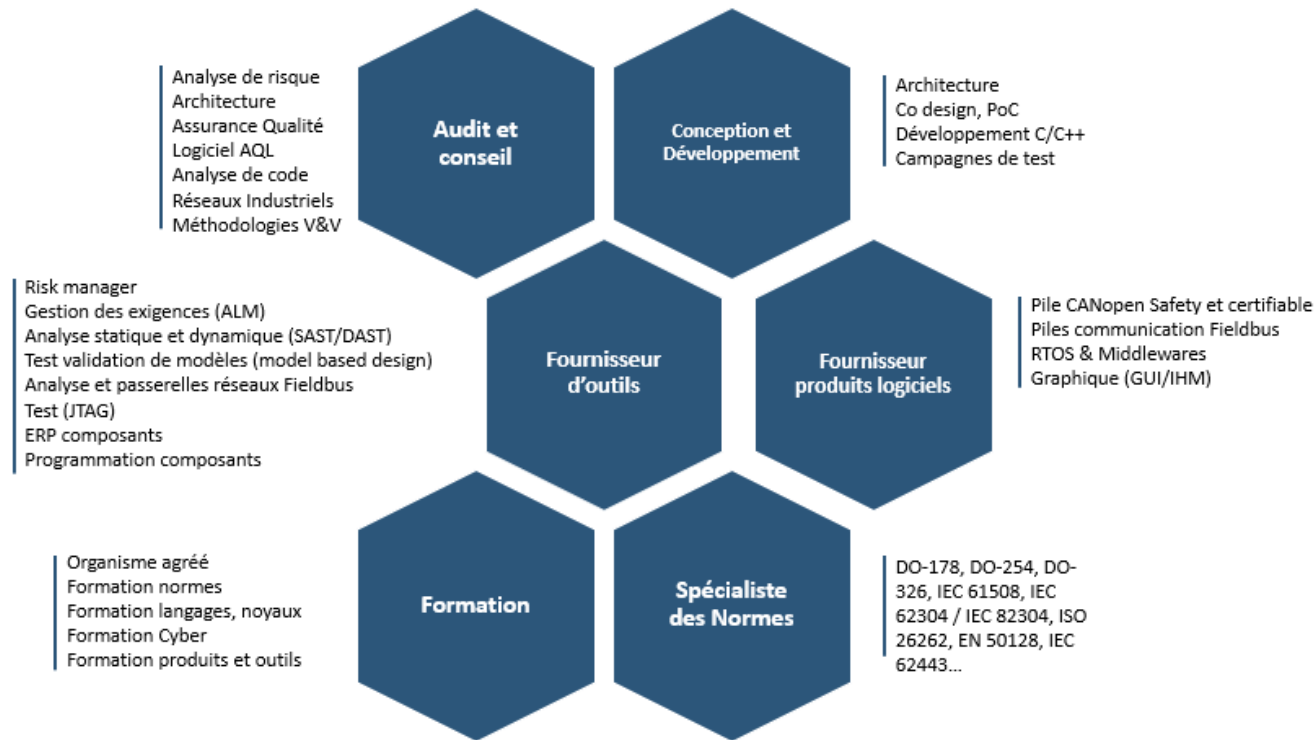 Analyse de risque
Architecture
Assurance Qualité
Logiciel AQL
Analyse de code
Réseaux Industriels
Méthodologies V&V
Audit et
conseil
Conception et
Développement
Architecture
Co design, PoC
Développement C/C++
Campagnes de test
Risk manager
Gestion des exigences (ALM)
Analyse statique et dynamique (SAST/DAST)
Test validation de modèles (model based design)
Analyse et passerelles réseaux Fieldbus
Test (JTAG)
ERP composants
Programmation composants
Fournisseur
d’outils
Fournisseur
produits logiciels
Pile CANopen Safety et certifiable
Piles communication Fieldbus
RTOS & Middlewares
Graphique (GUI/IHM)
Organisme agréé
Formation normes
Formation langages, noyaux
Formation Cyber
Formation produits et outils
Formation
Spécialiste
des Normes
DO-178, DO-254, DO-
326, IEC 61508, IEC
62304 / IEC 82304, ISO
26262, EN 50128, IEC
62443...